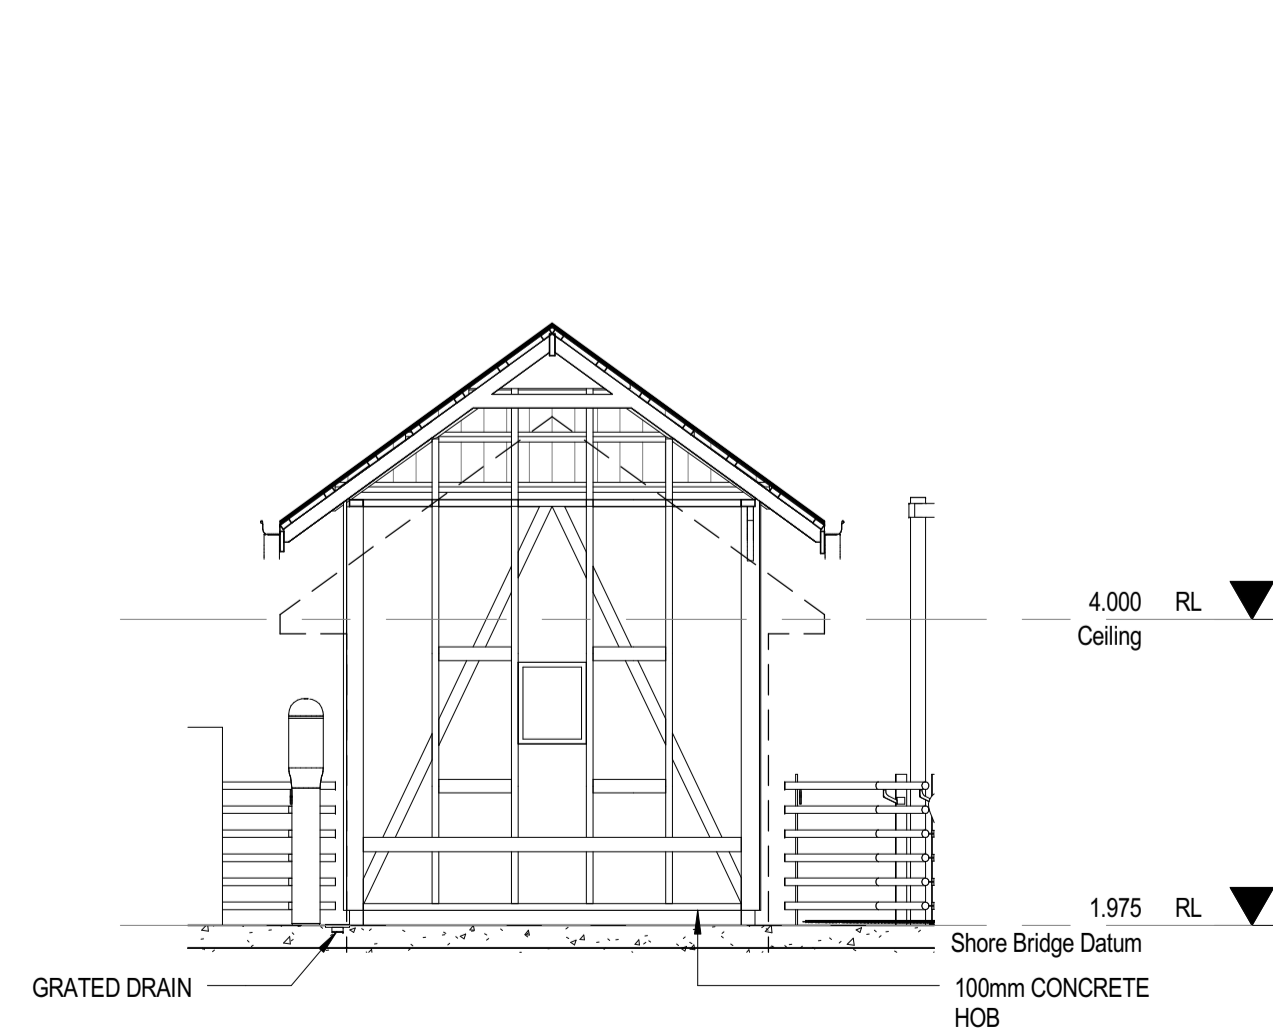 4.000 RL
Ceiling
1.975 RL
Shore Bridge Datum
GRATED DRAIN
100mm CONCRETE
HOB